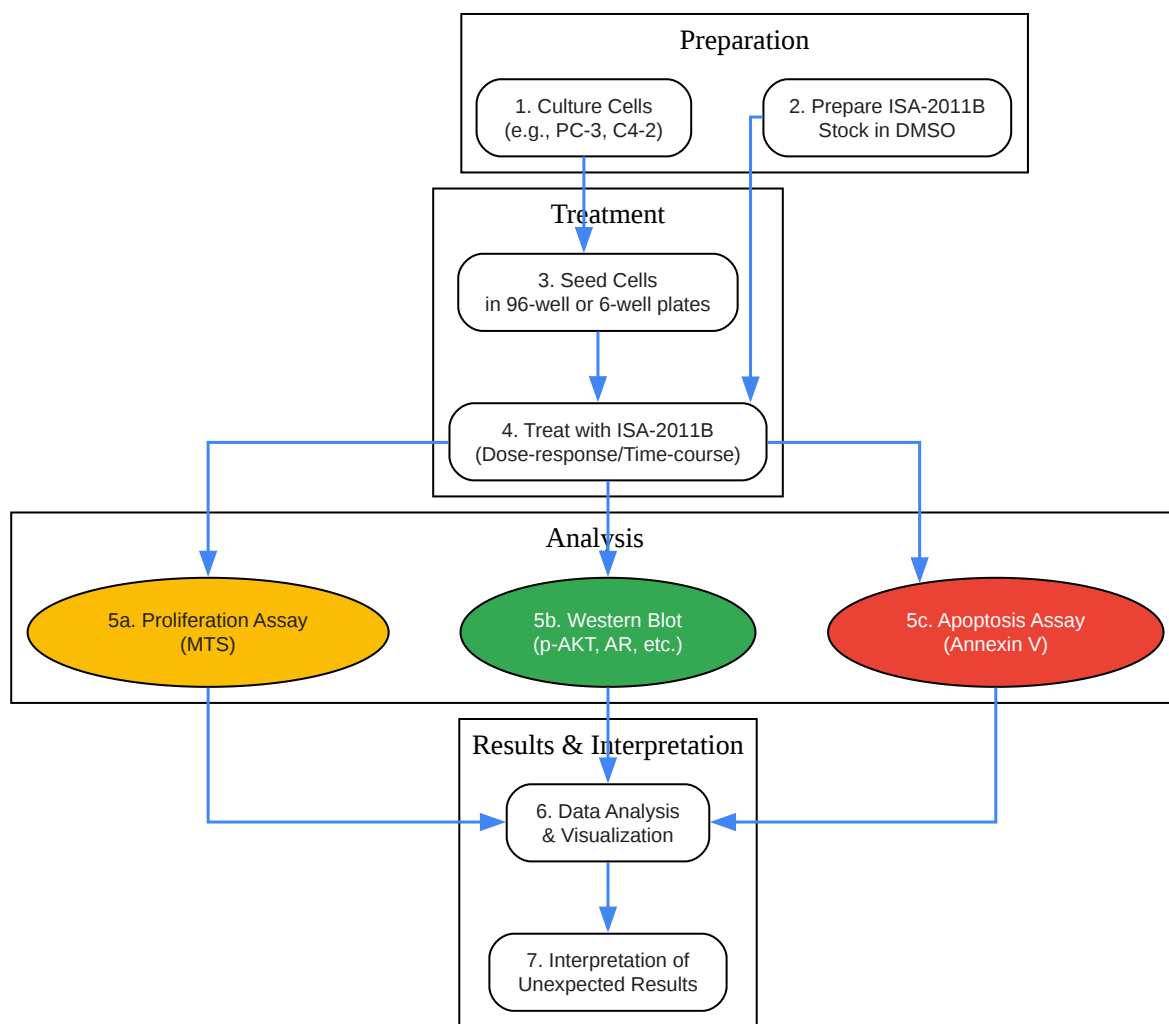 Preparation
1. Culture Cells
(e.g., PC-3, C4-2)
2. Prepare ISA-2011B
Stock in DMSO
Treatment
3. Seed Cells
in 96-well or 6-well plates
4. Treat with ISA-2011B
(Dose-response/Time-course)
Analysis
5a. Proliferation Assay
(MTS)
5b. Western Blot
(p-AKT, AR, etc.)
5c. Apoptosis Assay
(Annexin V)
Results & Interpretation
6. Data Analysis
& Visualization
7. Interpretation of
Unexpected Results